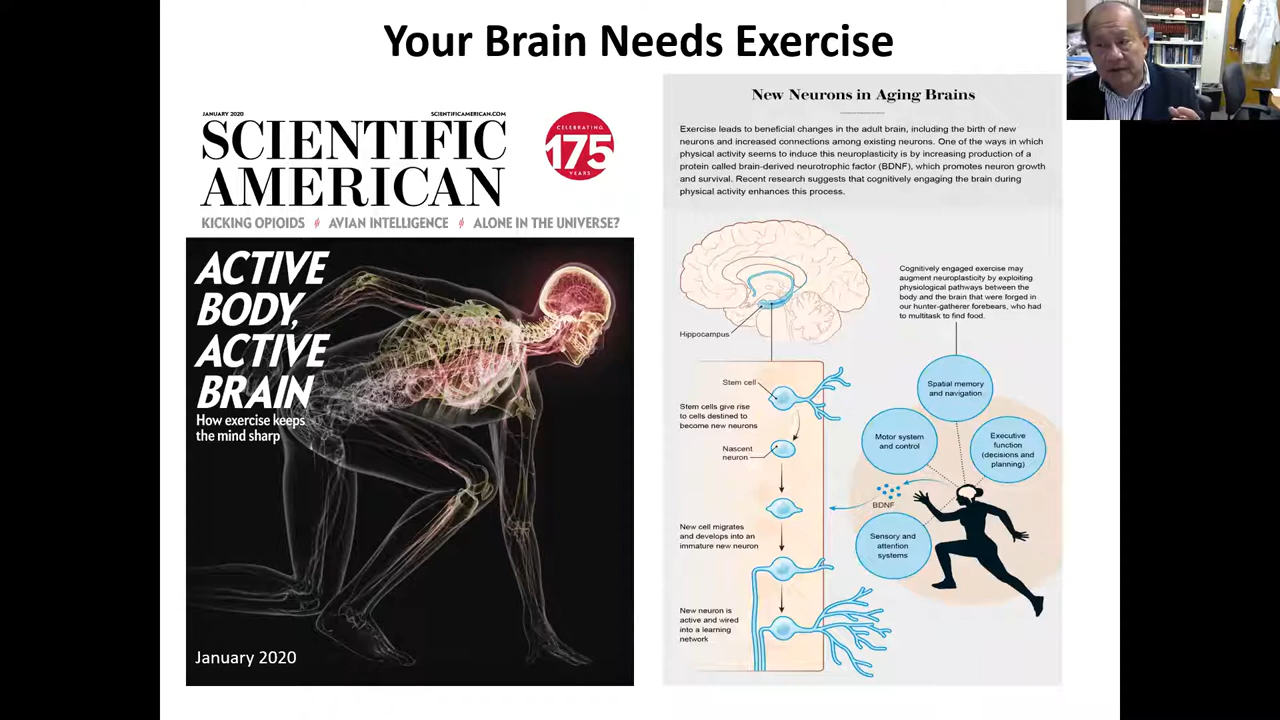 Your Brain Needs Exercise
JANUARY 2020
SCIENTIFICAMERICAN.COM
SCIENTIFIC
AMERICAN
CELEBRATING
175
YEARS
KICKING OPIOIDS AVIAN INTELLIGENCE ALONE IN THE UNIVERSE?
ACTIVE
BODY,
ACTIVE
BRAIN
How exercise keeps
the mind sharp
January 2020
New Neurons in Aging Brains
Exercise leads to beneficial changes in the adult brain, including the birth of new
neurons and increased connections among existing neurons. One of the ways in which
physical activity seems to induce this neuroplasticity is by increasing production of a
protein called brain-derived neurotrophic factor (BDNF), which promotes neuron growth
and survival. Recent research suggests that cognitively engaging the brain during
physical activity enhances this process.
Hippocampus
Cognitively engaged exercise may
augment neuroplasticity by exploiting
physiological pathways between the
body and the brain that were forged in
our hunter-gatherer forebears, who had
to multitask to find food.
Stem cell
Stem cells give rise
to cells destined to
become new neurons
Nascent
neuron
New cell migrates
and develops into an
immature new neuron
New neuron is
active and wired
into a learning
network
Spatial memory
and navigation
Motor system
and control
Executive
function
(decisions and
planning)
BDNF
Sensory and
attention
systems